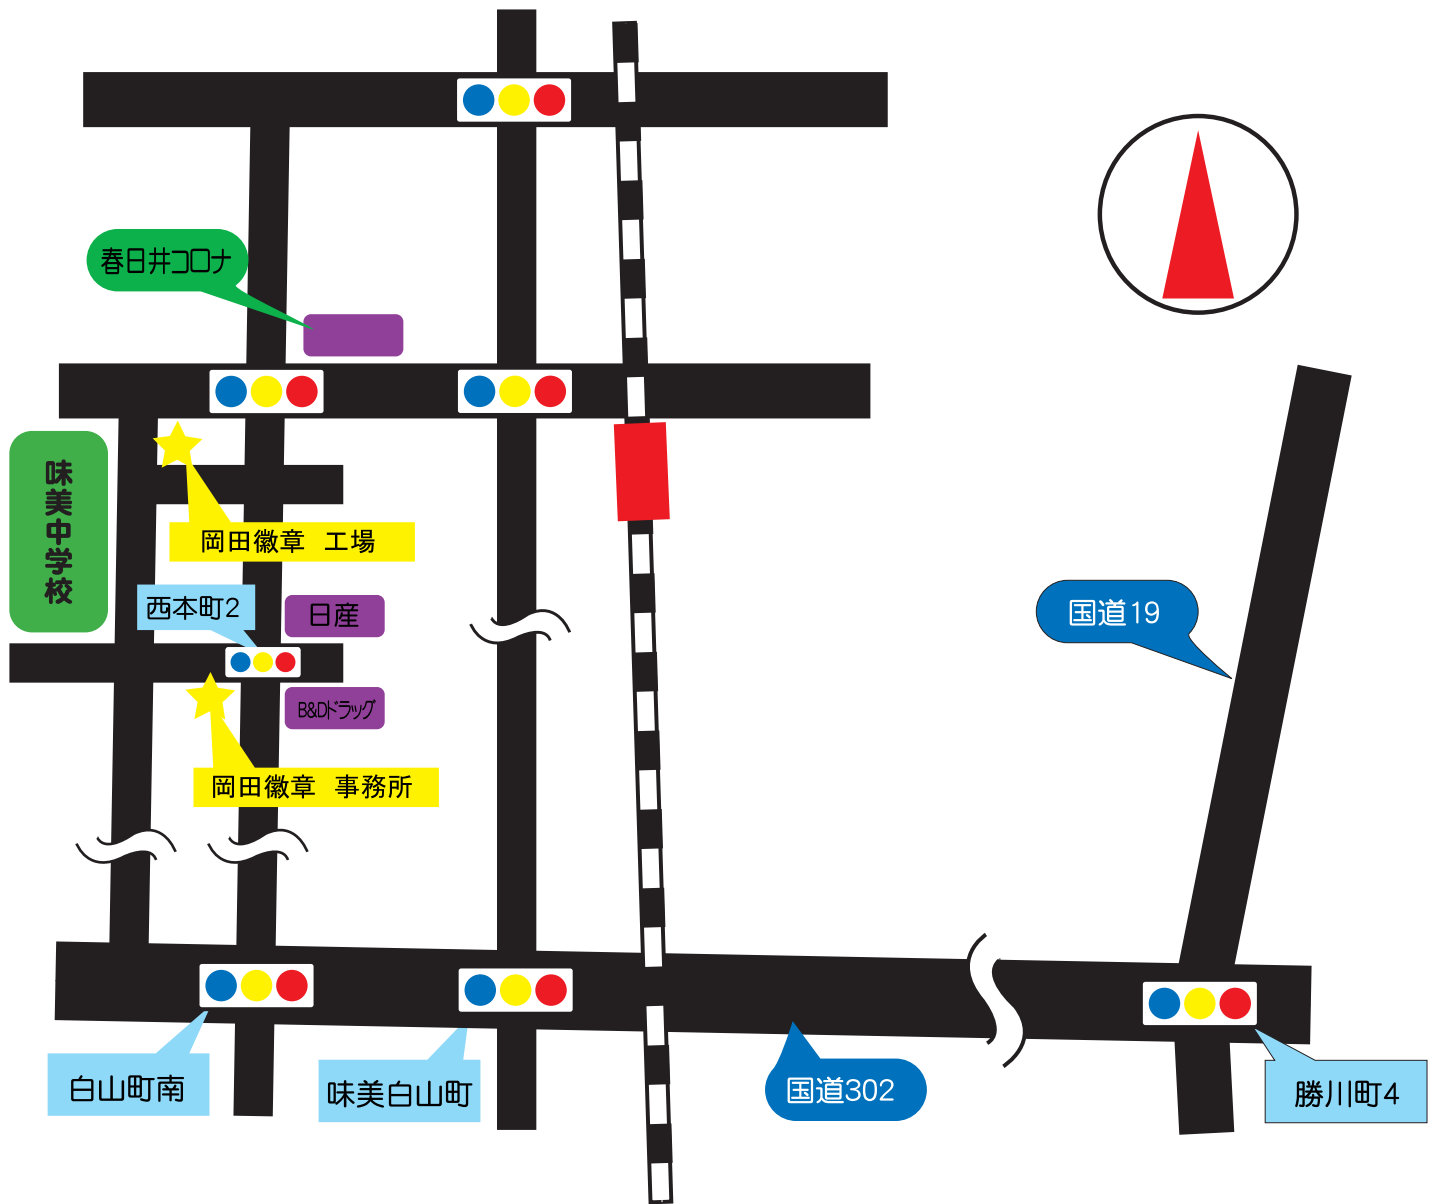 春日井コロナ
味美中学校
岡田徽章　工場
西本町2
日産
国道19
B&Dドラッグ
岡田徽章　事務所
白山町南
味美白山町
国道302
勝川町4